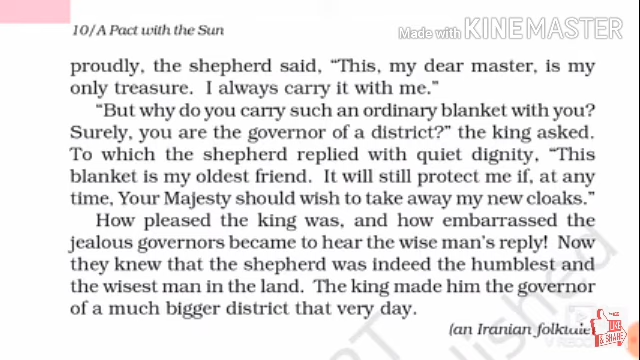 10/A Pact with the Sun
Made with KINEMASTER
proudly, the shepherd said, “This, my dear master, is my
only treasure. I always carry it with me.”
“But why do you carry such an ordinary blanket with you?
Surely, you are the governor of a district?” the king asked.
To which the shepherd replied with quiet dignity, “This
blanket is my oldest friend. It will still protect me if, at any
time, Your Majesty should wish to take away my new cloaks.”
How pleased the king was, and how embarrassed the
jealous governors became to hear the wise man’s reply! Now
they knew that the shepherd was indeed the humblest and
the wisest man in the land. The king made him the governor
of a much bigger district that very day.
(an Iranian folktale
LIKE
& SHARE